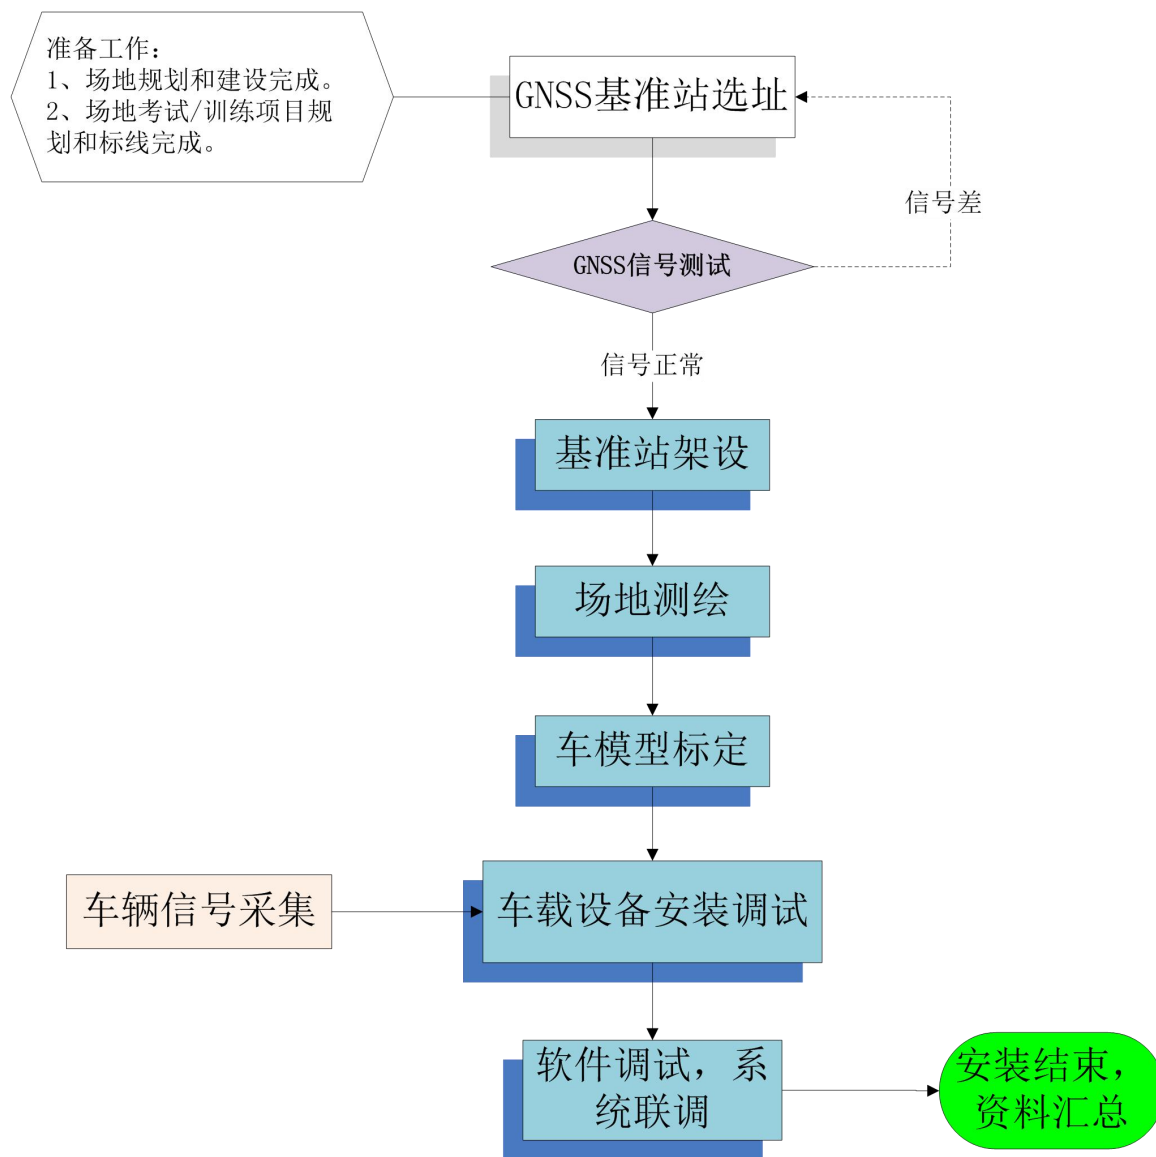 准备工作：
1、场地规划和建设完成。
2、场地考试/训练项目规
划和标线完成。
GNSS基准站选址
信号差
GNSS信号测试
信号正常
基准站架设
场地测绘
车模型标定
车辆信号采集
车载设备安装调试
软件调试，系
统联调
安装结束，
资料汇总